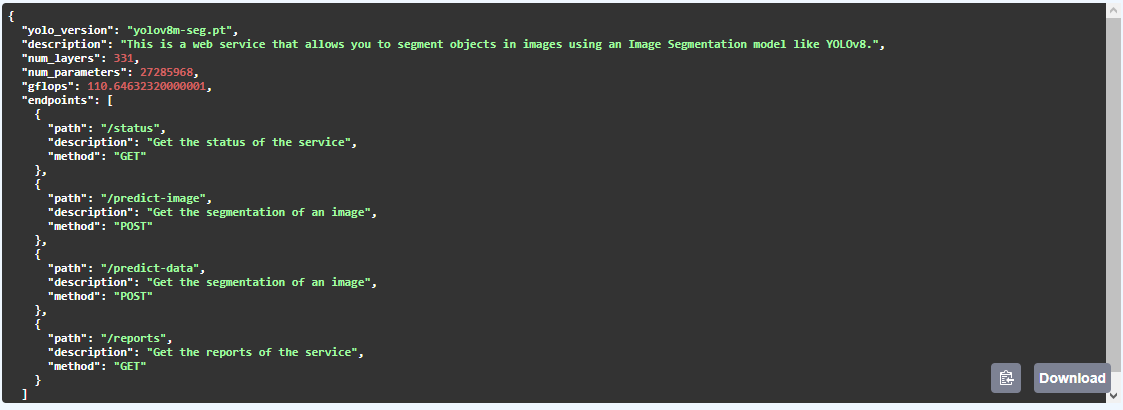 {
"yolo_version": "yolov8m-seg.pt",
"description": "This is a web service that allows you to segment objects in images using an Image Segmentation model like YOLOv8.",
"num_layers": 331,
"num_parameters": 27285968,
"gflops": 110.64632320000001,
"endpoints": [
{
"path": "/status",
"description": "Get the status of the service",
"method": "GET"
},
{
"path": "/predict-image",
"description": "Get the segmentation of an image",
"method": "POST"
},
{
"path": "/predict-data",
"description": "Get the segmentation of an image",
"method": "POST"
},
{
"path": "/reports",
"description": "Get the reports of the service",
"method": "GET"
}
]
Download